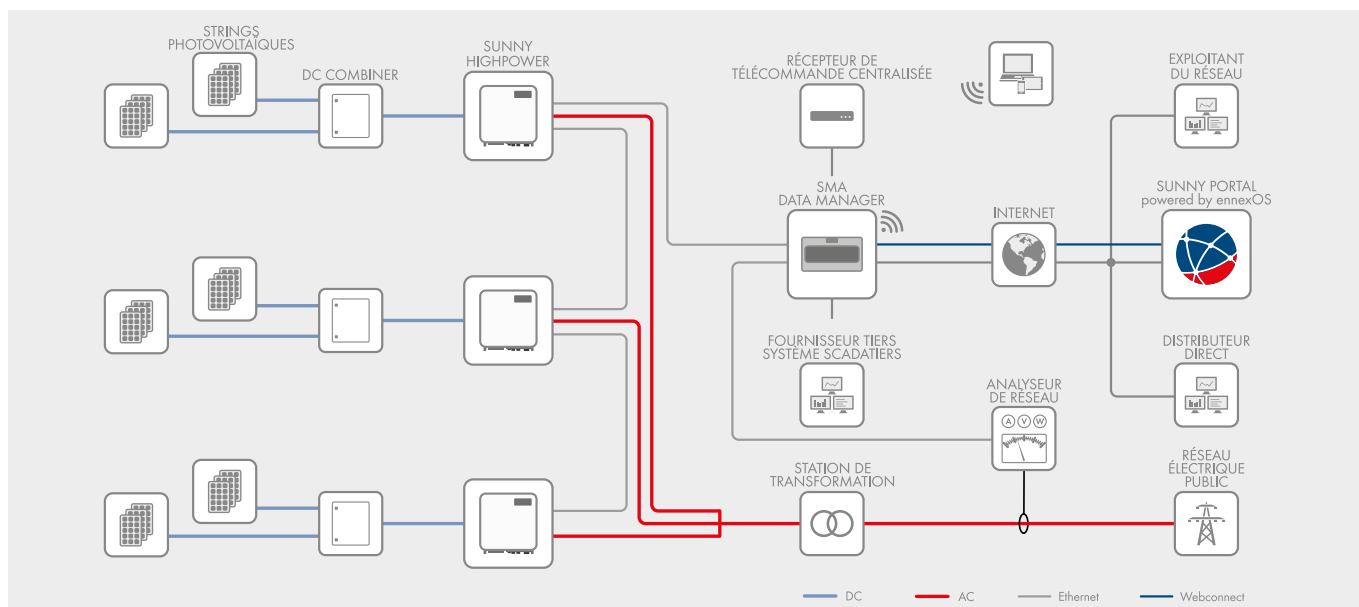 STRINGS
PHOTOVOLTAÏQUES
DC COMBINER
SUNNY
HIGHPOWER
RÉCEPTEUR DE
TÉLÉCOMMANDE CENTRALISÉE
EXPLOITANT
DU RÉSEAU
SMA
DATA MANAGER
INTERNET
SUNNY PORTAL
powered by ennexOS
FOURNISSEUR TIERS
SYSTÈME SCADATIERS
ANALYSEUR
DE RÉSEAU
A V W
DISTRIBUTEUR
DIRECT
STATION DE
TRANSFORMATION
RÉSEAU
ÉLECTRIQUE
PUBLIC
DC
AC
Ethernet
Webconnect